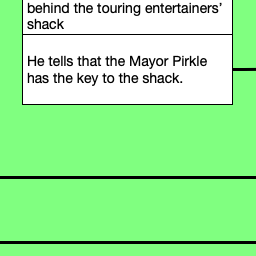 behind the touring entertainers’
shack
He tells that the Mayor Pirkle
has the key to the shack.